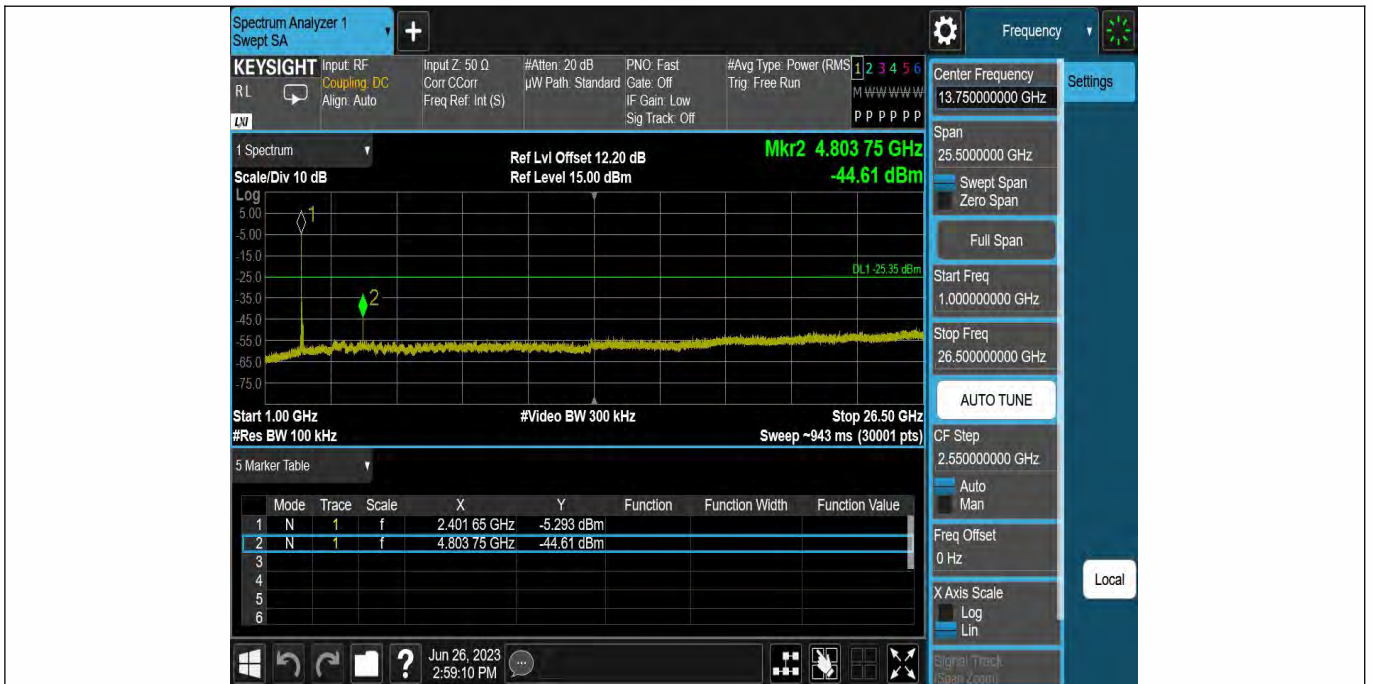 Spectrum Analyzer 1
Swept SA
+
Frequency
KEYSIGHT
RL
LXI
Input: RF
Coupling: DC
Align: Auto
Input Z: 50 Ω
Corr CCorr
Freq Ref: Int (S)
#Atten: 20 dB
µW Path: Standard
PNO: Fast
Gate: Off
IF Gain: Low
Sig Track: Off
#Avg Type: Power (RMS
Trig: Free Run
1 2 3 4 5 6
M W W W W W
P P P P P P
1 Spectrum
Scale/Div 10 dB
Ref Lvl Offset 12.20 dB
Ref Level 15.00 dBm
Mkr2 4.803 75 GHz
-44.61 dBm
Log
5.00
-5.00
-15.0
-25.0
-35.0
-45.0
-55.0
-65.0
-75.0
1
2
DL1 -25.35 dBm
Start 1.00 GHz
#Res BW 100 kHz
#Video BW 300 kHz
Stop 26.50 GHz
Sweep ~943 ms (30001 pts)
5 Marker Table
Mode Trace Scale X Y Function Function Width Function Value
1 N 1 f 2.401 65 GHz -5.293 dBm
2 N 1 f 4.803 75 GHz -44.61 dBm
3
4
5
6
?
Jun 26, 2023
2:59:10 PM
Center Frequency
13.750000000 GHz
Span
25.5000000 GHz
Swept Span
Zero Span
Full Span
Start Freq
1.000000000 GHz
Stop Freq
26.500000000 GHz
AUTO TUNE
CF Step
2.550000000 GHz
Auto
Man
Freq Offset
0 Hz
X Axis Scale
Log
Lin
Signal Track
(Span Zoom)
Settings
Local